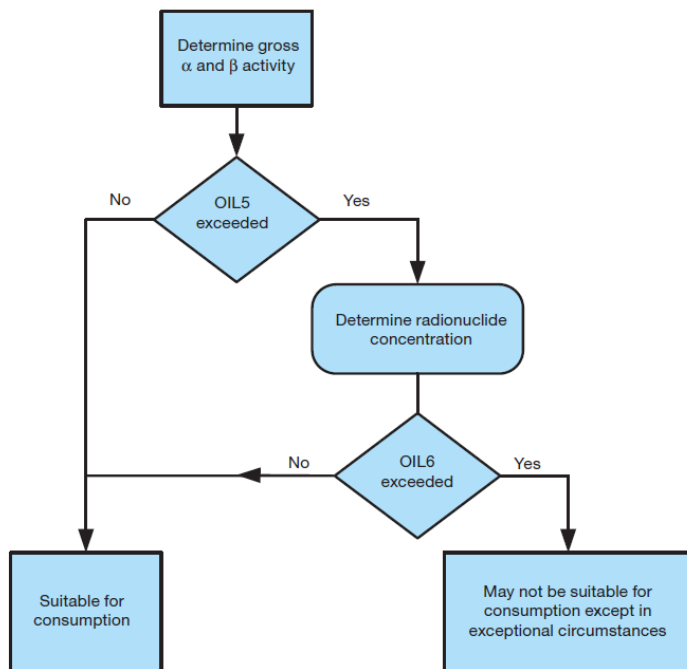 Determine gross
α and β activity
No
OIL5
exceeded
Yes
Determine radionuclide
concentration
No
OIL6
exceeded
Yes
Suitable for
consumption
May not be suitable for
consumption except in
exceptional circumstances